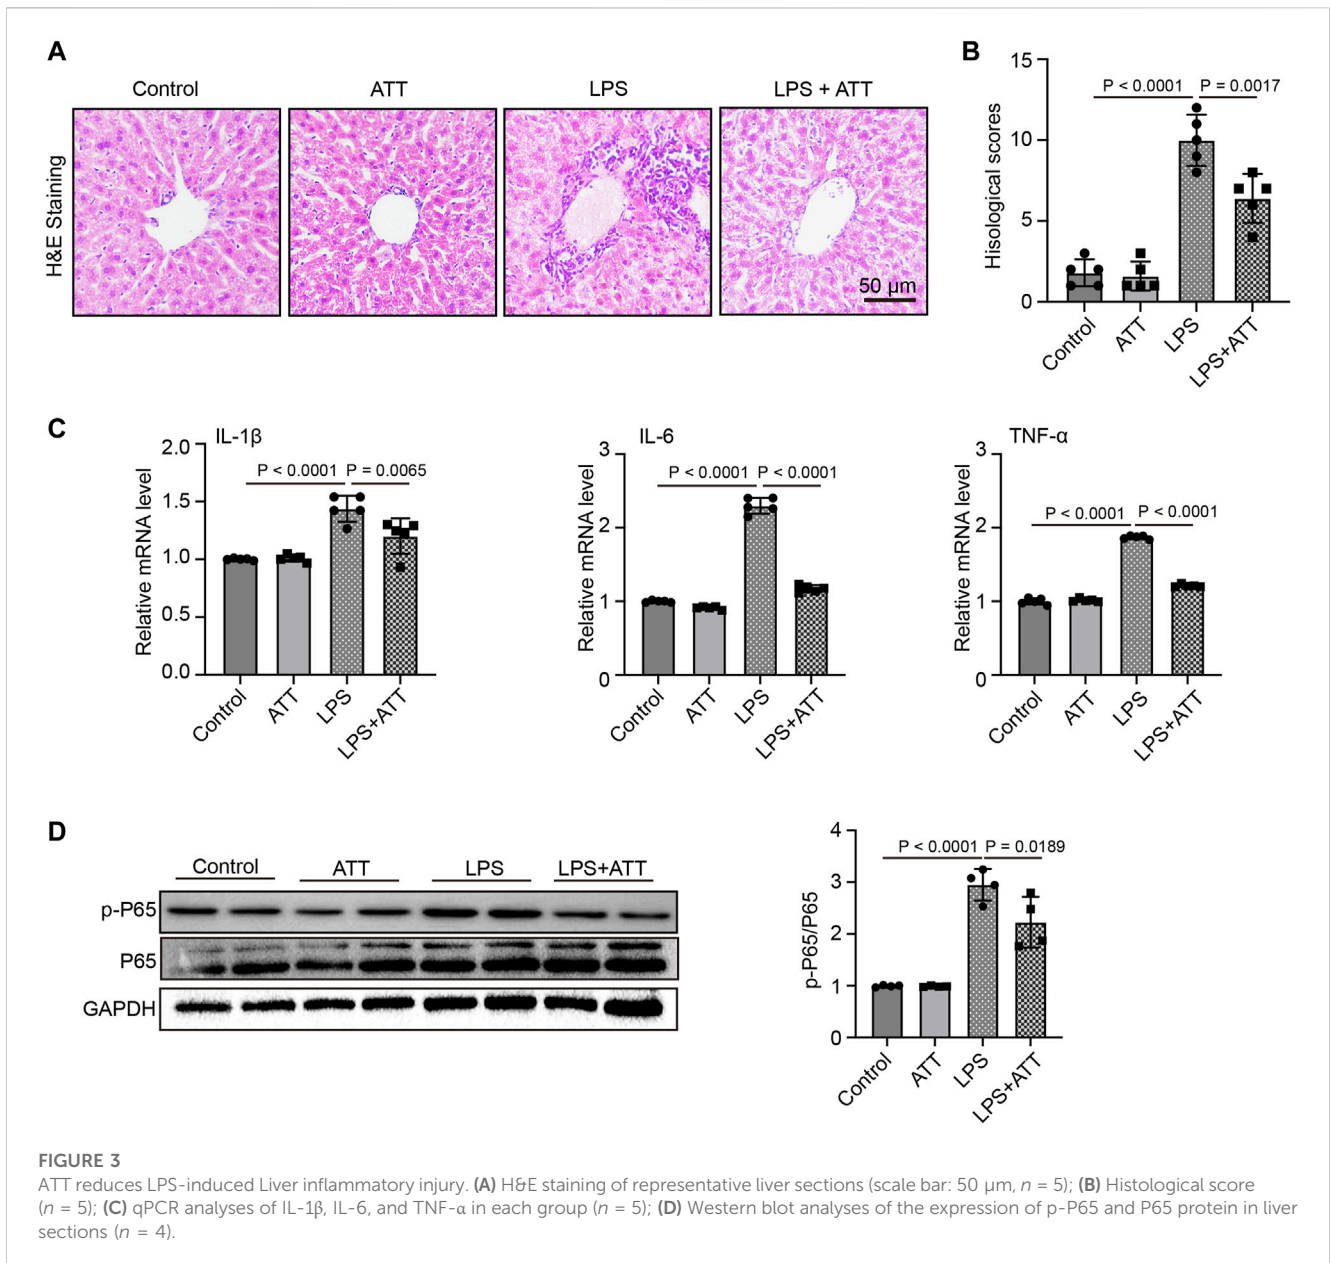 A
Control
ATT
LPS
LPS + ATT
H&E Staining
50 µm
B
Hisological scores
15
10
5
0
P < 0.0001
P = 0.0017
Control
ATT
LPS
LPS+ATT
C
IL-1β
Relative mRNA level
2.0
1.5
1.0
0.5
0.0
P < 0.0001
P = 0.0065
Control
ATT
LPS
LPS+ATT
IL-6
Relative mRNA level
3
2
1
0
P < 0.0001
P < 0.0001
Control
ATT
LPS
LPS+ATT
TNF-α
Relative mRNA level
3
2
1
0
P < 0.0001
P < 0.0001
Control
ATT
LPS
LPS+ATT
D
Control
ATT
LPS
LPS+ATT
p-P65
P65
GAPDH
p-P65/P65
4
3
2
1
0
P < 0.0001
P = 0.0189
Control
ATT
LPS
LPS+ATT
FIGURE 3
ATT reduces LPS-induced Liver inflammatory injury. (A) H&E staining of representative liver sections (scale bar: 50 µm, n = 5); (B) Histological score
(n = 5); (C) qPCR analyses of IL-1β, IL-6, and TNF-α in each group (n = 5); (D) Western blot analyses of the expression of p-P65 and P65 protein in liver
sections (n = 4).